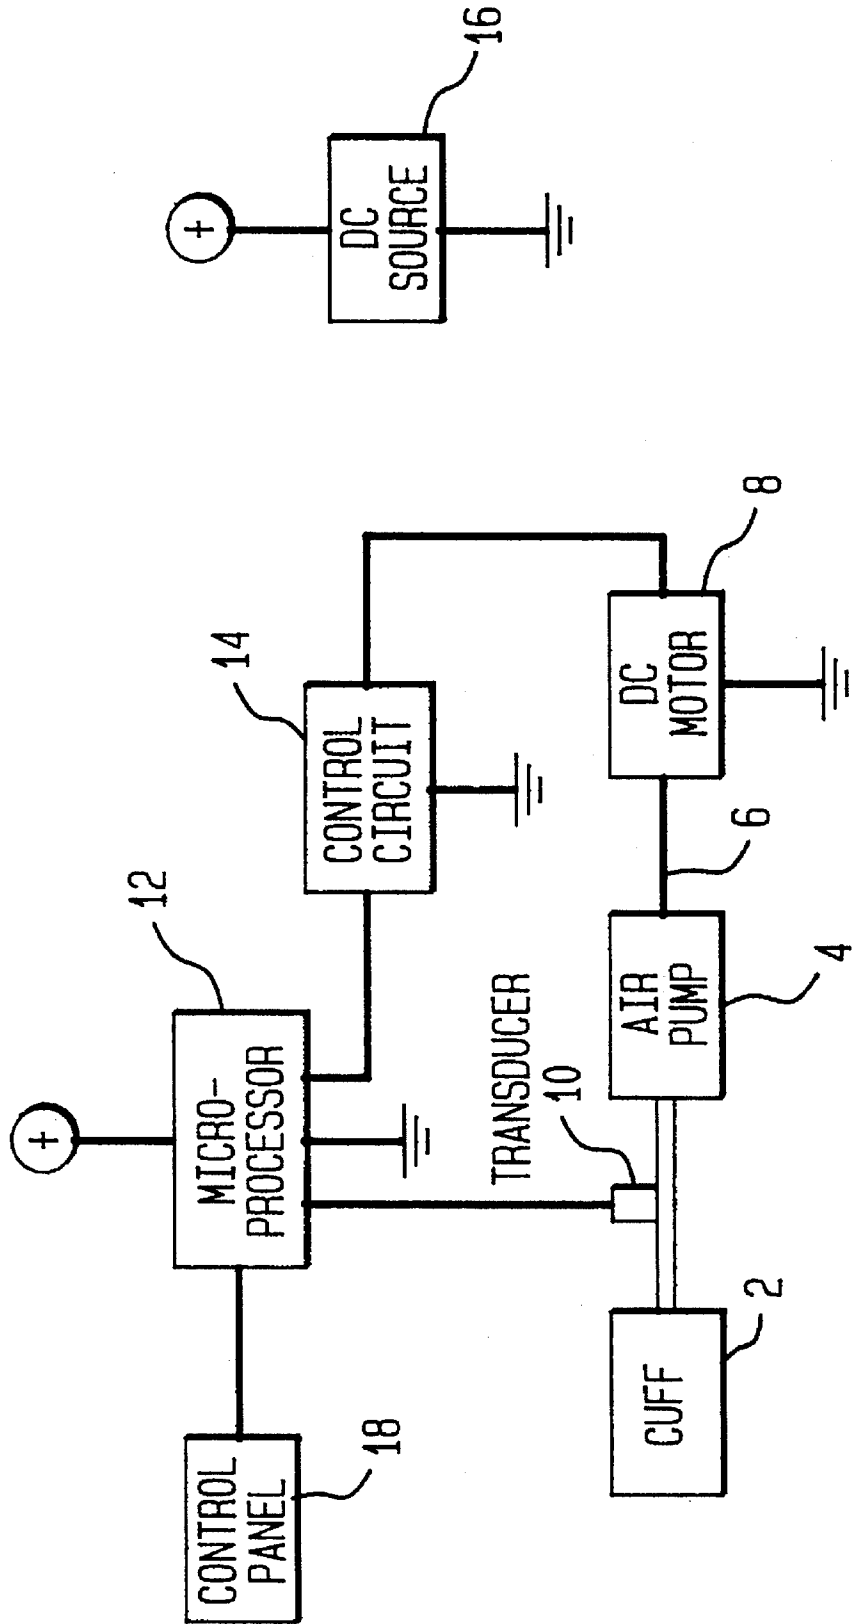 +
DC
SOURCE
16
+
MICRO-
PROCESSOR
12
CONTROL
CIRCUIT
14
CONTROL
PANEL
18
TRANSDUCER
10
CUFF
2
AIR
PUMP
4
6
DC
MOTOR
8